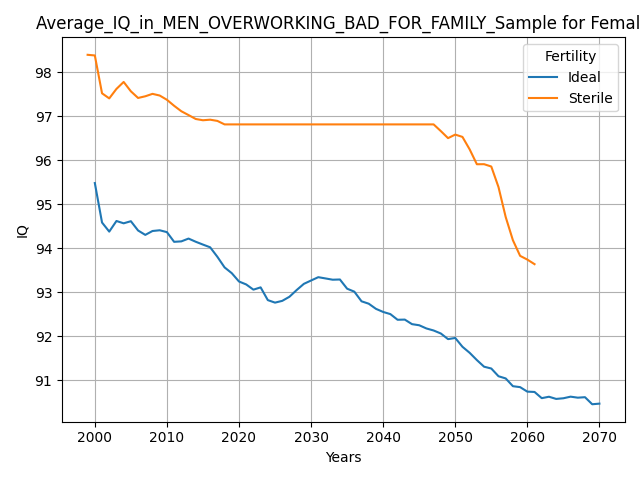 Average_IQ_in_MEN_OVERWORKING_BAD_FOR_FAMILY_Sample for Femal
Fertility
Ideal
Sterile
98
97
96
95
94
93
92
91
IQ
2000 2010 2020 2030 2040 2050 2060 2070
Years